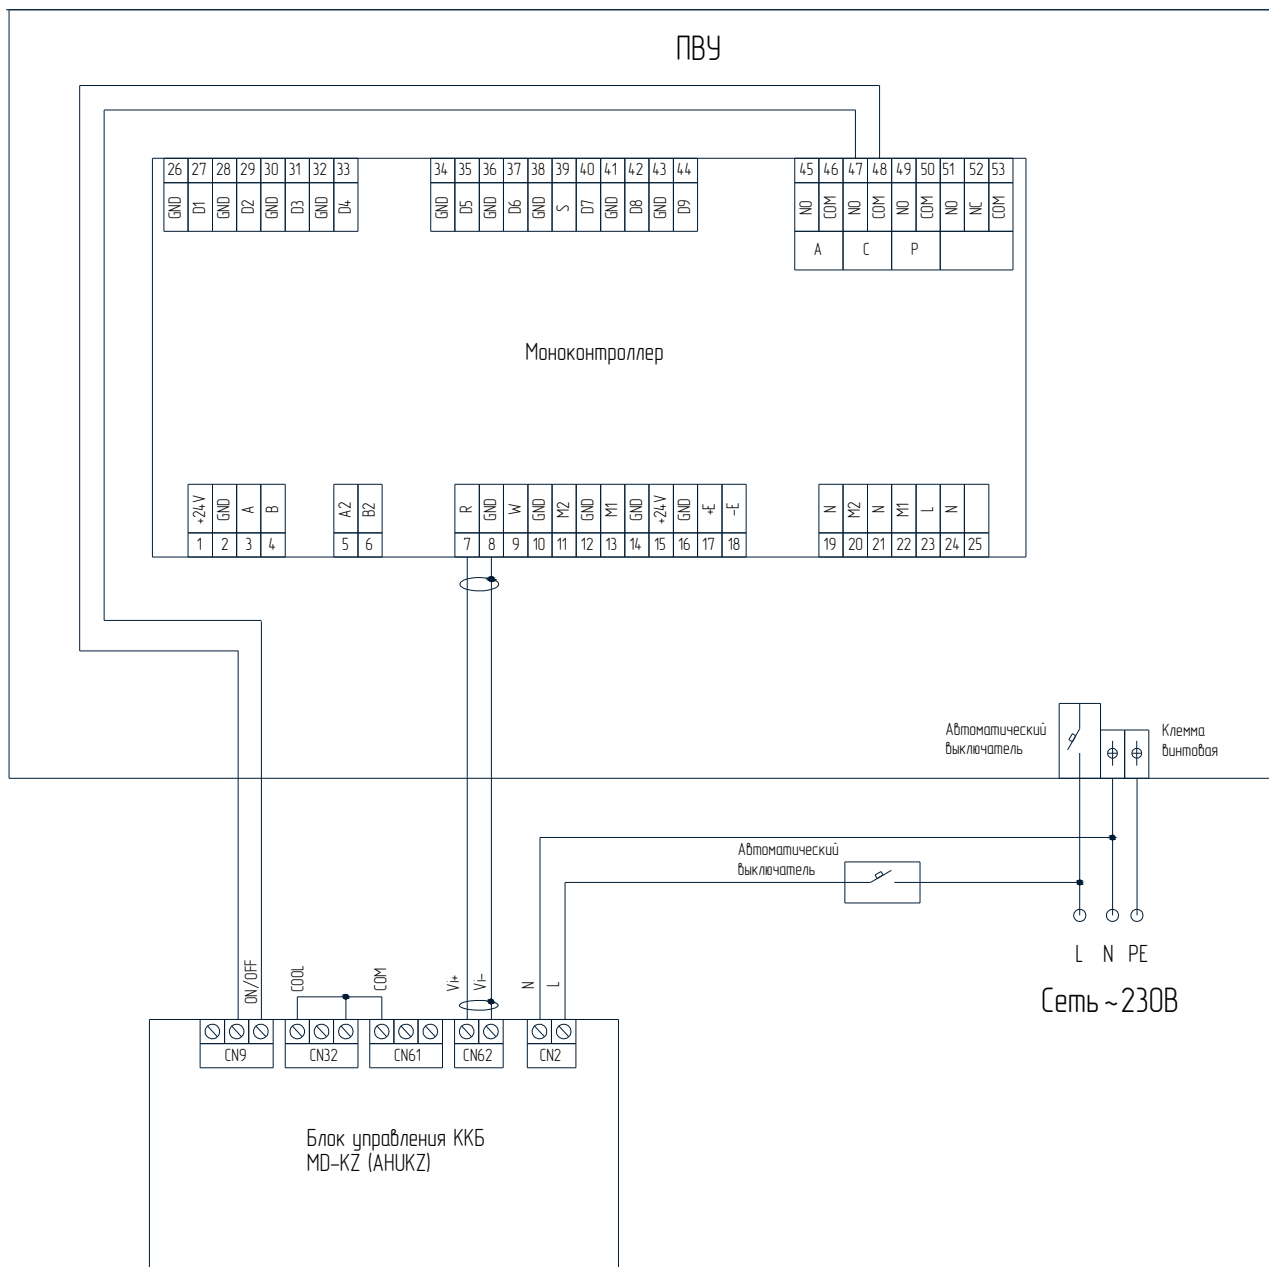 ПВУ
26 27 28 29 30 31 32 33 34 35 36 37 38 39 40 41 42 43 44 45 46 47 48 49 50 51 52 53
GND D1 GND D2 GND D3 GND D4 GND D5 GND D6 GND S D7 GND D8 GND D9 NO COM NO COM NO COM NO NC COM
A C P
Моноконтроллер
+24V GND A B A2 B2 R GND W GND M2 GND M1 GND +24V GND +E -E N M2 N M1 L N
1 2 3 4 5 6 7 8 9 10 11 12 13 14 15 16 17 18 19 20 21 22 23 24 25
Автоматический
выключатель
Клемма
винтовая
Автоматический
выключатель
L N PE
Сеть ~230В
ON/OFF COOL COM Vi+ Vi- N L
CN9 CN32 CN61 CN62 CN2
Блок управления ККБ
MD-KZ (AHUKZ)